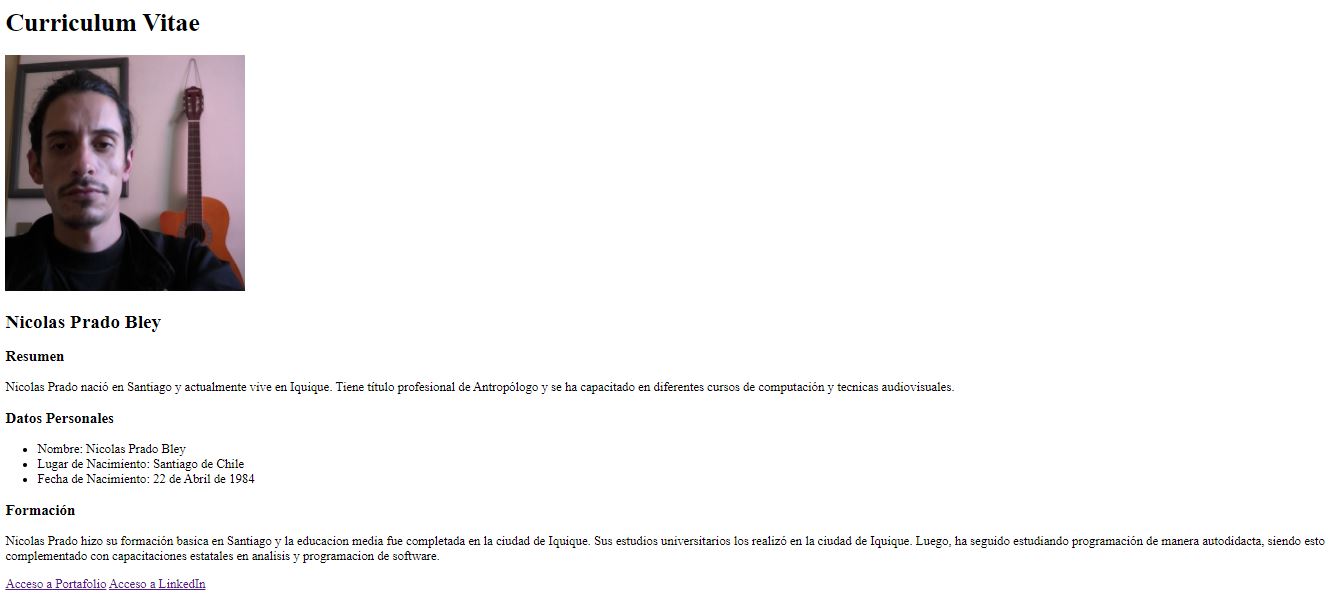 Curriculum Vitae
Nicolas Prado Bley
Resumen
Nicolas Prado nació en Santiago y actualmente vive en Iquique. Tiene título profesional de Antropólogo y se ha capacitado en diferentes cursos de computación y tecnicas audiovisuales.
Datos Personales
• Nombre: Nicolas Prado Bley
• Lugar de Nacimiento: Santiago de Chile
• Fecha de Nacimiento: 22 de Abril de 1984
Formación
Nicolas Prado hizo su formación basica en Santiago y la educacion media fue completada en la ciudad de Iquique. Sus estudios universitarios los realizó en la ciudad de Iquique. Luego, ha seguido estudiando programación de manera autodidacta, siendo esto
complementado con capacitaciones estatales en analisis y programacion de software.
Acceso a Portafolio Acceso a LinkedIn